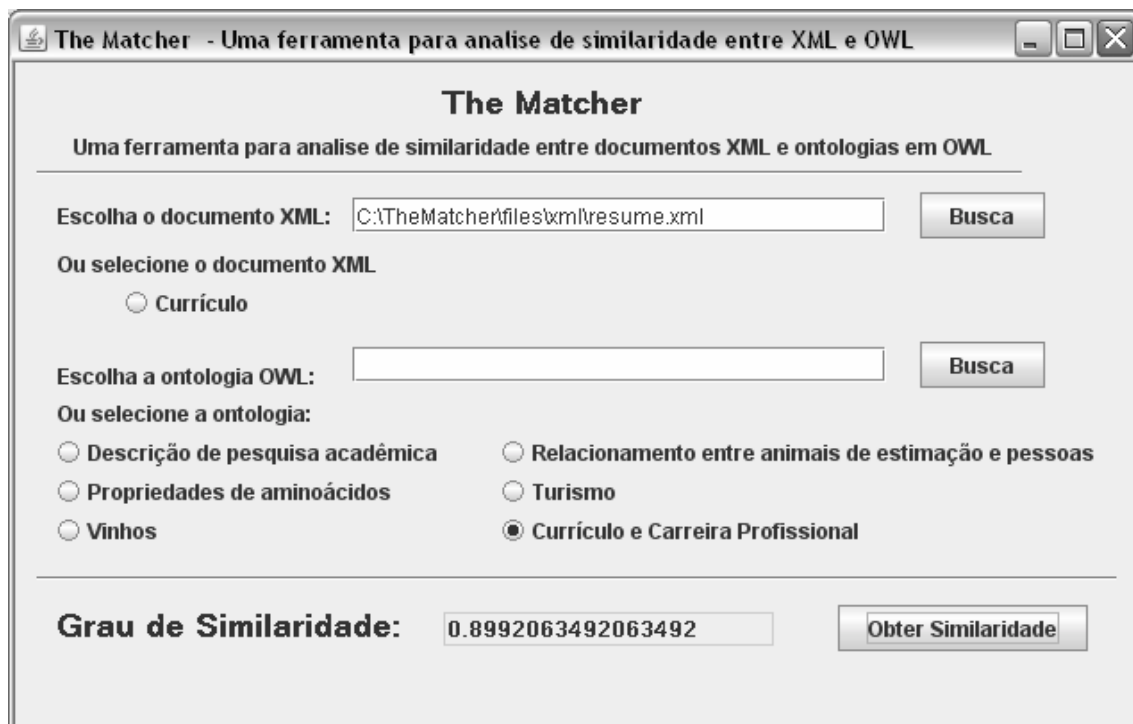 The Matcher - Uma ferramenta para analise de similaridade entre XML e OWL
The Matcher
Uma ferramenta para analise de similaridade entre documentos XML e ontologias em OWL
Escolha o documento XML: C:\TheMatcher\files\xml\resume.xml Busca
Ou selecione o documento XML
Currículo
Escolha a ontologia OWL: Busca
Ou selecione a ontologia:
Descrição de pesquisa acadêmica Relacionamento entre animais de estimação e pessoas
Propriedades de aminoácidos Turismo
Vinhos Currículo e Carreira Profissional
Grau de Similaridade: 0.8992063492063492 Obter Similaridade